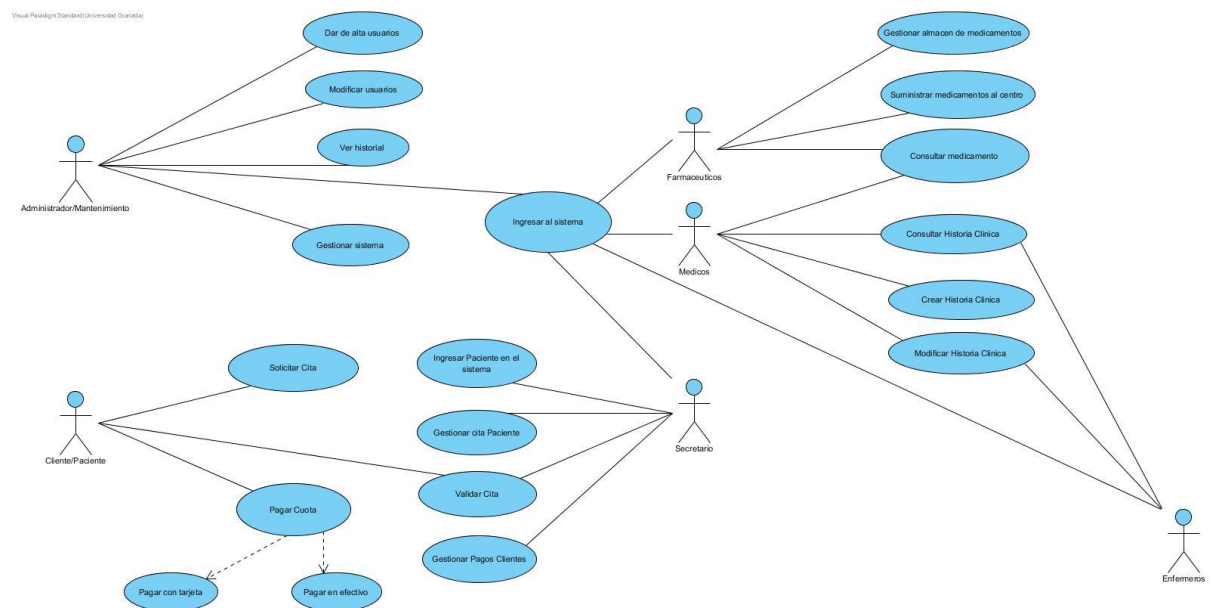 Visual Paradigm Standard(Universidad Granada)
Dar de alta usuarios
Modificar usuarios
Ver historial
Administrador/Mantenimiento
Gestionar sistema
Ingresar al sistema
Gestionar almacen de medicamentos
Suministrar medicamentos al centro
Consultar medicamento
Farmaceuticos
Medicos
Consultar Historia Clinica
Crear Historia Clinica
Modificar Historia Clinica
Solicitar Cita
Ingresar Paciente en el
sistema
Gestionar cita Paciente
Secretario
Cliente/Paciente
Validar Cita
Pagar Cuota
Gestionar Pagos Clientes
Pagar con tarjeta
Pagar en efectivo
Enfermeros